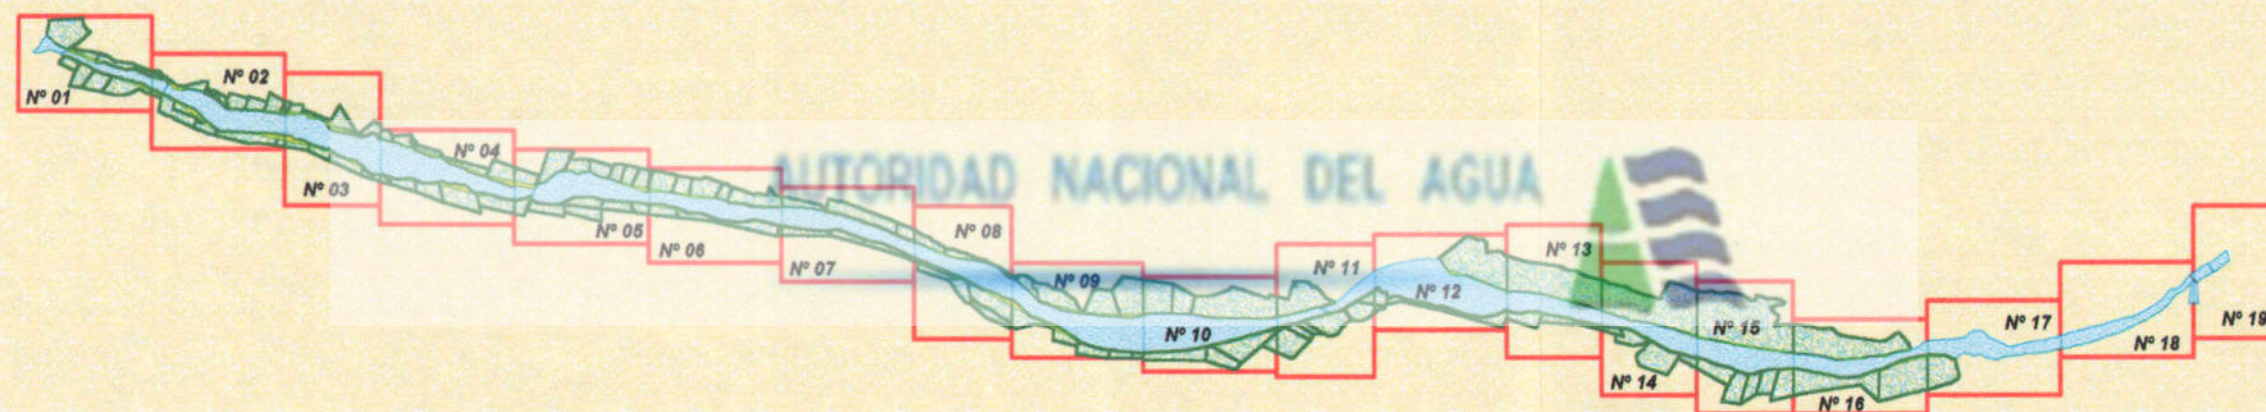 Nº 01
Nº 02
Nº 03
Nº 04
Nº 05
Nº 06
Nº 07
Nº 08
Nº 09
Nº 10
Nº 11
Nº 12
Nº 13
Nº 14
Nº 15
Nº 16
Nº 17
Nº 18
Nº 19
AUTORIDAD NACIONAL DEL AGUA